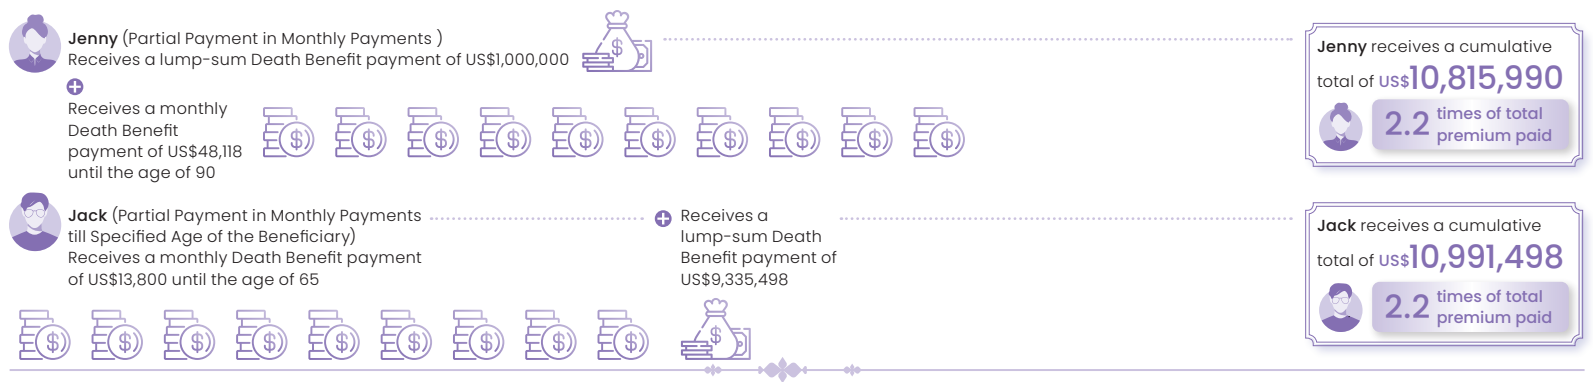 Jenny (Partial Payment in Monthly Payments )
Receives a lump-sum Death Benefit payment of US$1,000,000
Receives a monthly
Death Benefit
payment of US$48,118
until the age of 90
Jenny receives a cumulative
total of US$10,815,990
2.2 times of total
premium paid
Jack (Partial Payment in Monthly Payments
till Specified Age of the Beneficiary)
Receives a monthly Death Benefit payment
of US$13,800 until the age of 65
Receives a
lump-sum Death
Benefit payment of
US$9,335,498
Jack receives a cumulative
total of US$10,991,498
2.2 times of total
premium paid